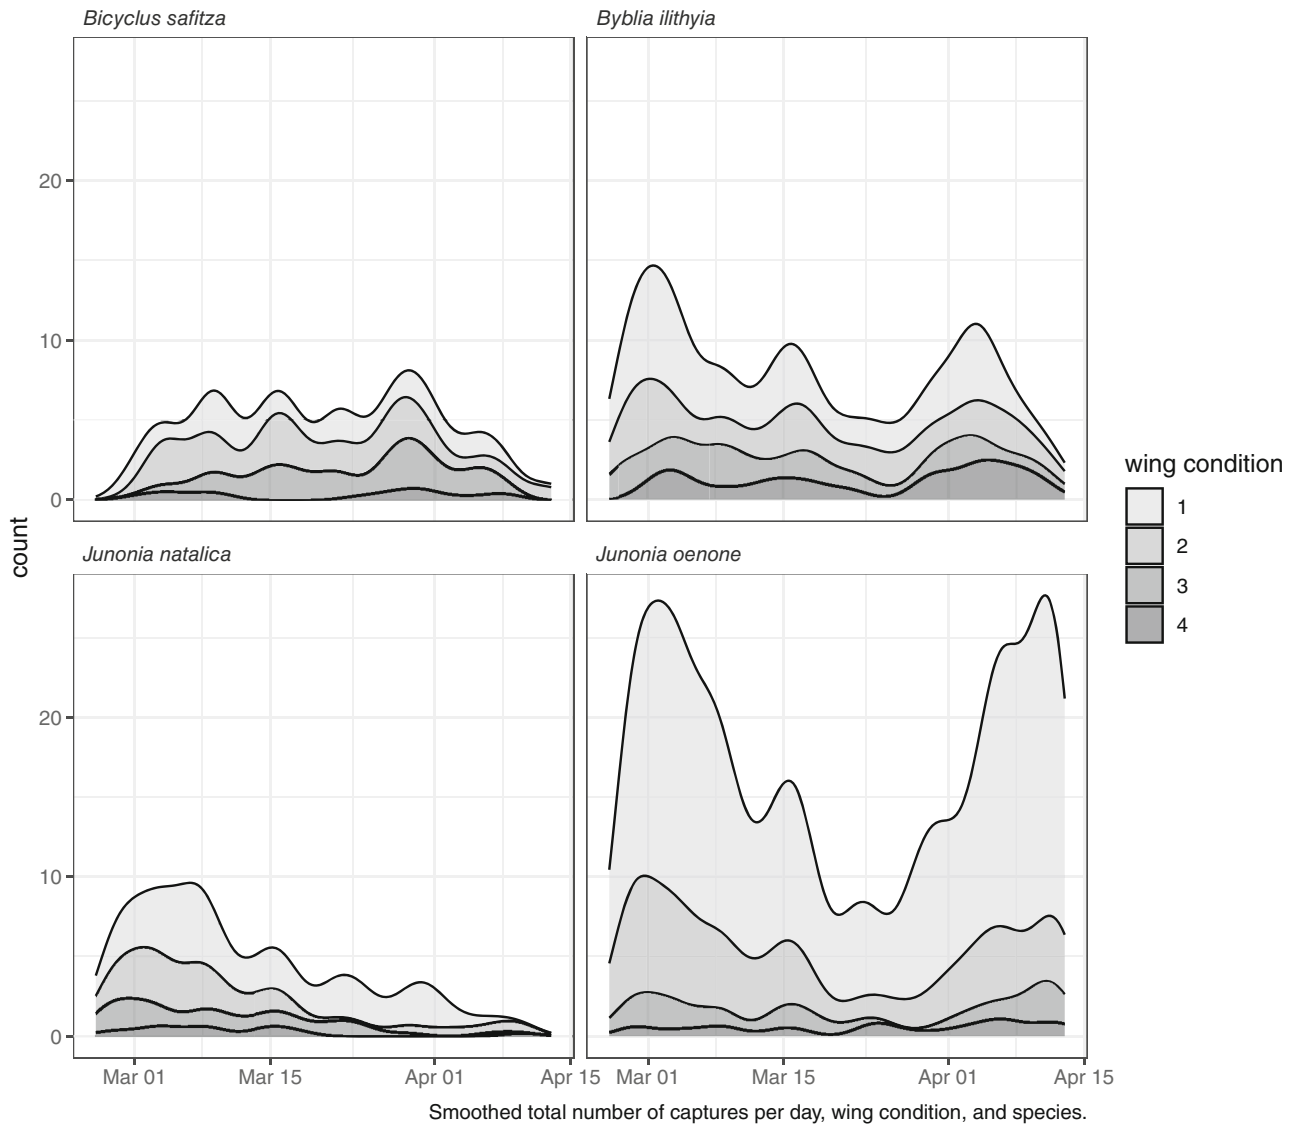 Bicyclus safitza
Byblia ilithyia
20
10
0
Junonia natalica
Junonia oenone
20
10
0
count
Mar 01
Mar 15
Apr 01
Apr 15
Mar 01
Mar 15
Apr 01
Apr 15
Smoothed total number of captures per day, wing condition, and species.
wing condition
1
2
3
4